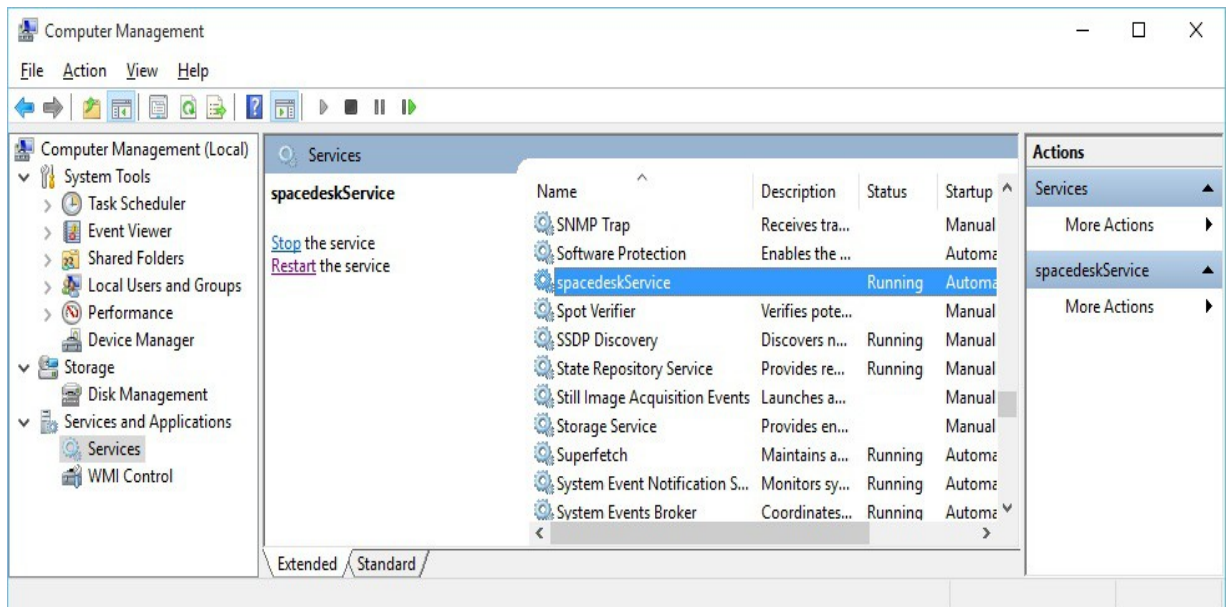 Computer Management
File Action View Help
Computer Management (Local)
System Tools
Task Scheduler
Event Viewer
Shared Folders
Local Users and Groups
Performance
Device Manager
Storage
Disk Management
Services and Applications
Services
WMI Control
Services
spacedeskService
Stop the service
Restart the service
Name Description Status Startup
SNMP Trap Receives tra... Manual
Software Protection Enables the ... Automa
spacedeskService Running Automa
Spot Verifier Verifies pote... Manual
SSDP Discovery Discovers n... Running Manual
State Repository Service Provides re... Running Manual
Still Image Acquisition Events Launches a... Manual
Storage Service Provides en... Manual
Superfetch Maintains a... Running Automa
System Event Notification S... Monitors sy... Running Automa
System Events Broker Coordinates... Running Automa
Extended Standard
Actions
Services
More Actions
spacedeskService
More Actions